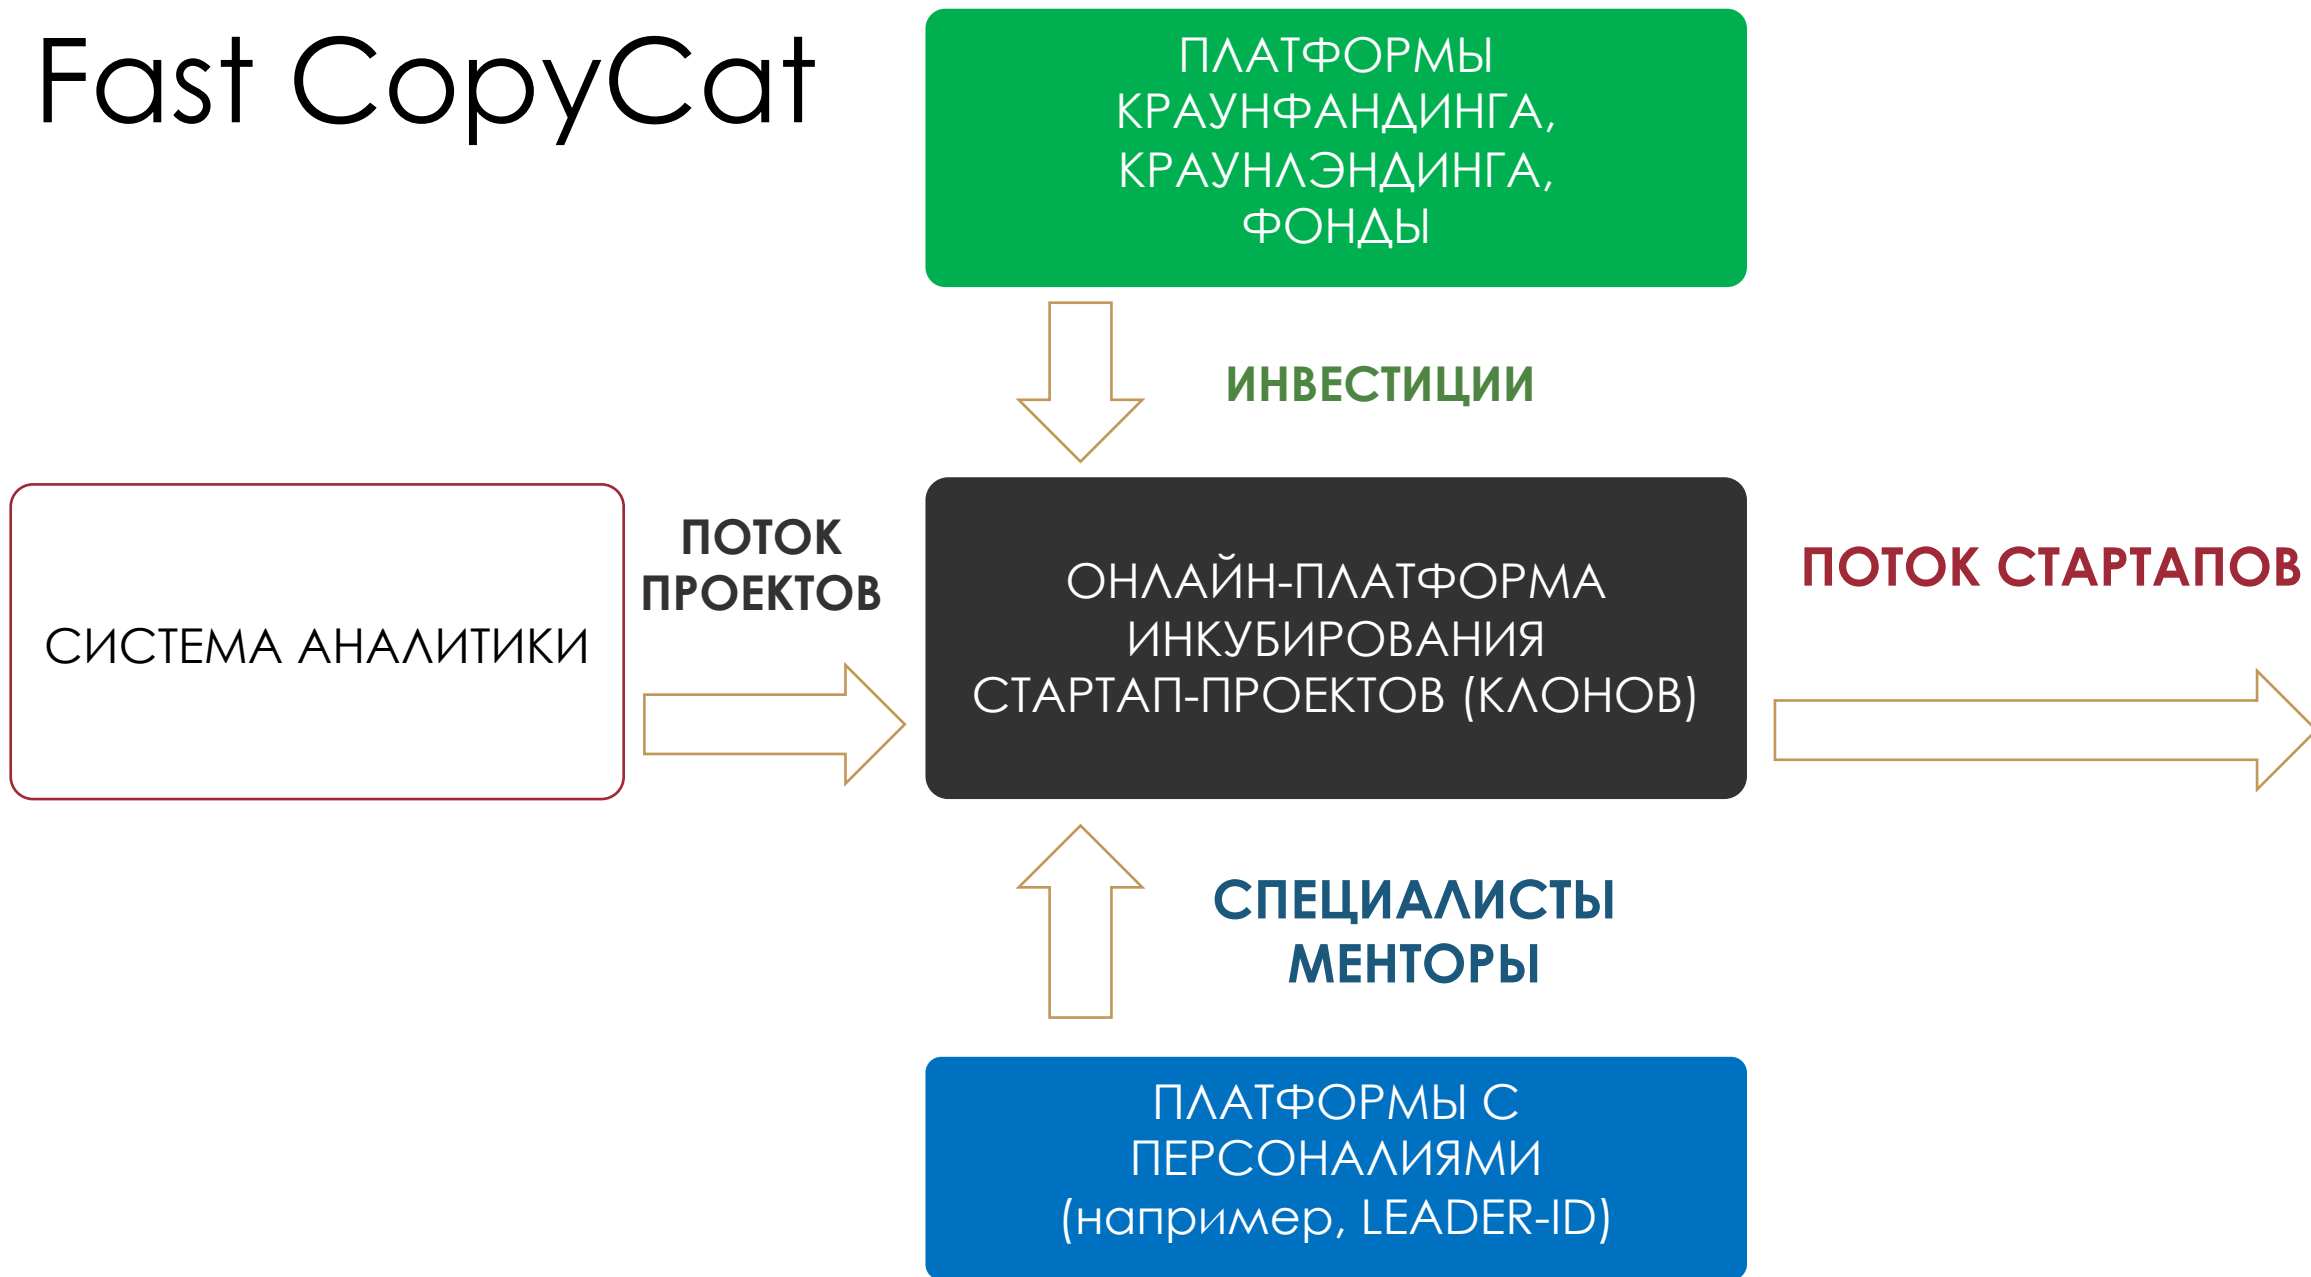 Fast CopyCat
ПЛАТФОРМЫ
КРАУНФАНДИНГА,
КРАУНЛЭНДИНГА,
ФОНДЫ
ИНВЕСТИЦИИ
СИСТЕМА АНАЛИТИКИ
ПОТОК
ПРОЕКТОВ
ОНЛАЙН-ПЛАТФОРМА
ИНКУБИРОВАНИЯ
СТАРТАП-ПРОЕКТОВ (КЛОНОВ)
ПОТОК СТАРТАПОВ
СПЕЦИАЛИСТЫ
МЕНТОРЫ
ПЛАТФОРМЫ С
ПЕРСОНАЛИЯМИ
(например, LEADER-ID)